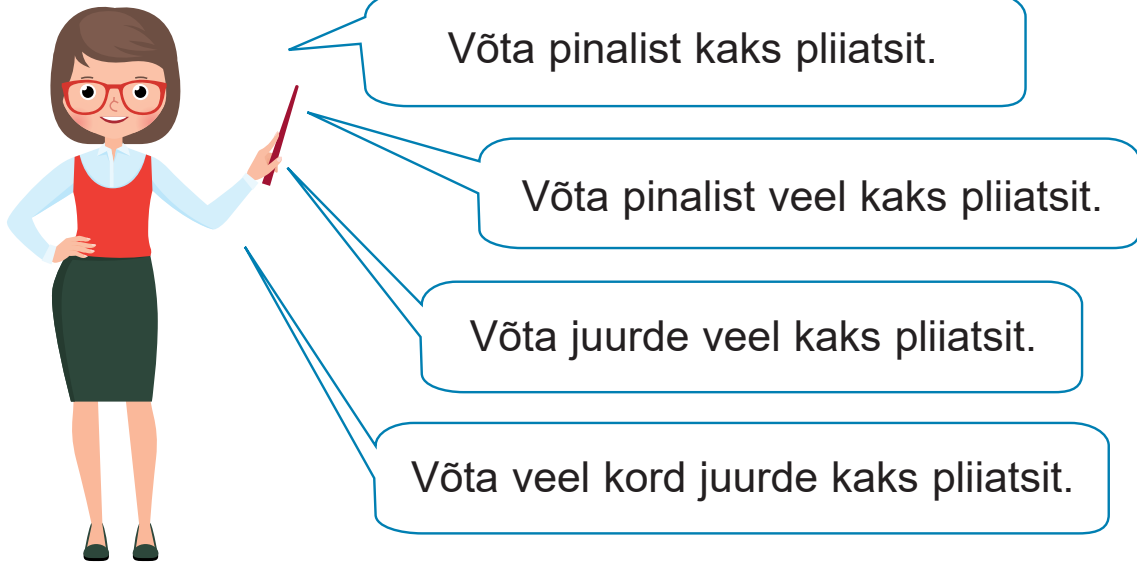 Võta pinalist kaks pliiatsit.
Võta pinalist veel kaks pliiatsit.
Võta juurde veel kaks pliiatsit.
Võta veel kord juurde kaks pliiatsit.